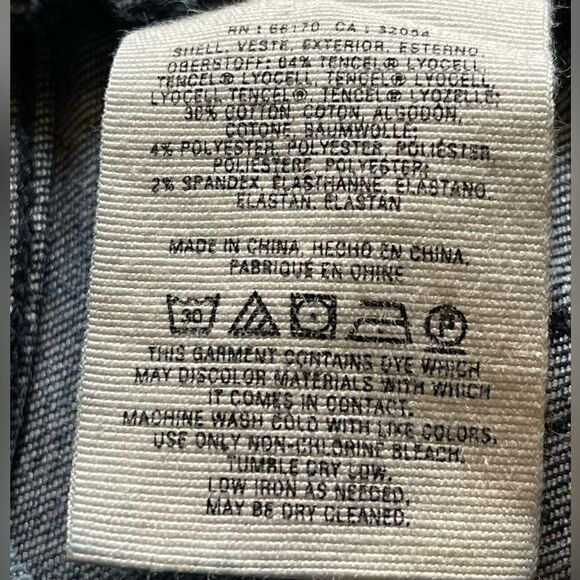 RN : 66170 CA : 32054
SHELL, VESTE, EXTERIOR, ESTERNO
OBERSTOFF: 64% TENCEL® LYOCELL
TENCEL® LYOCELL, TENCEL® LYOCELL
LYOCELL TENCEL®, TENCEL® LYOZELLE;
30% COTTON, COTON, ALGODÓN,
COTONE, BAUMWOLLE;
4% POLYESTER, POLYESTER, POLIÉSTER,
POLIESTERE, POLYESTER;
2% SPANDEX, ÉLASTHANNE, ELASTANO,
ELASTAN, ELASTAN
MADE IN CHINA, HECHO EN CHINA,
FABRIQUÉ EN CHINE
30 P
THIS GARMENT CONTAINS DYE WHICH
MAY DISCOLOR MATERIALS WITH WHICH
IT COMES IN CONTACT.
MACHINE WASH COLD WITH LIKE COLORS.
USE ONLY NON-CHLORINE BLEACH.
TUMBLE DRY LOW.
LOW IRON AS NEEDED.
MAY BE DRY CLEANED.